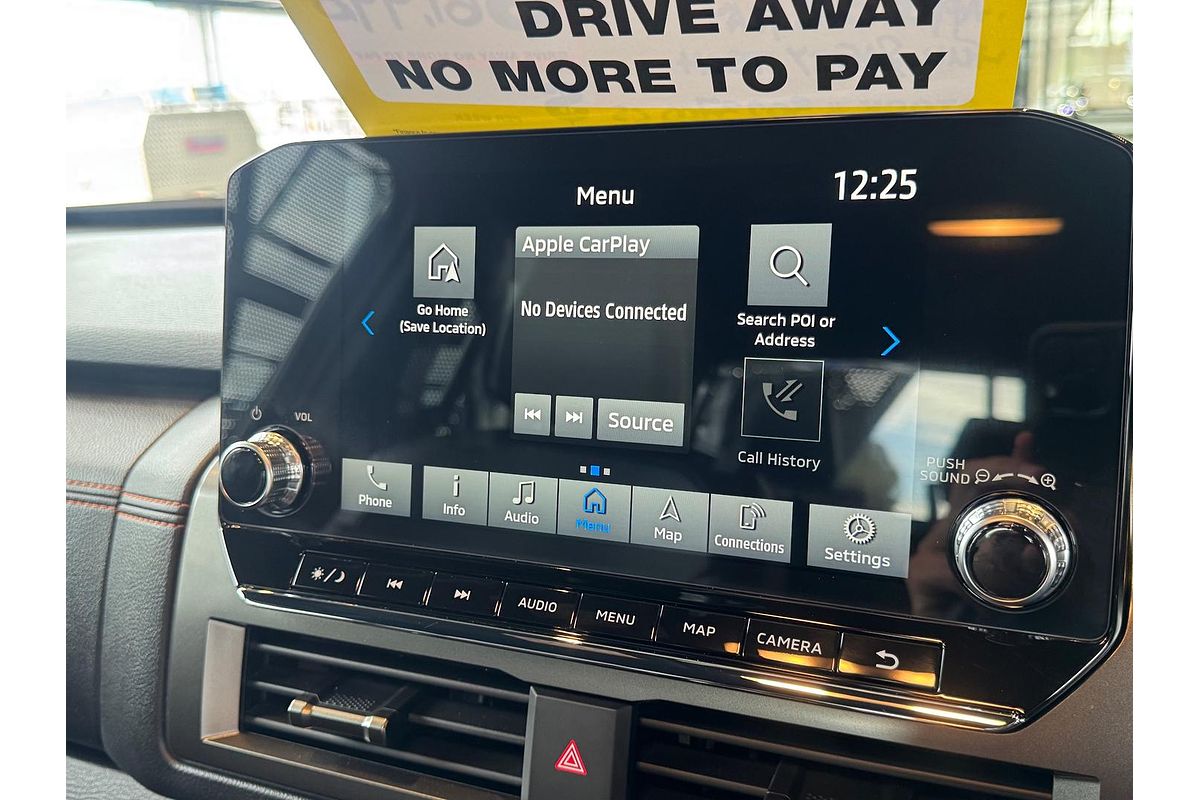 DRIVE AWAY
NO MORE TO PAY
Menu
12:25
Go Home
(Save Location)
Apple CarPlay
No Devices Connected
Source
Search POI or
Address
Call History
VOL
PUSH
SOUND
Phone
Info
Audio
Menu
Map
Connections
Settings
AUDIO
MENU
MAP
CAMERA